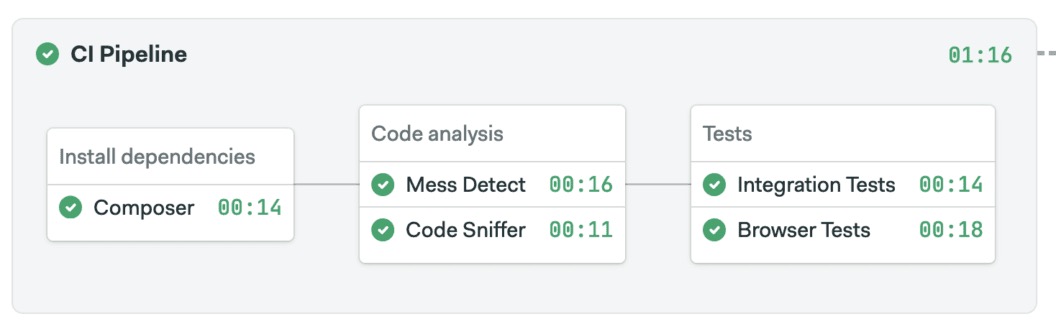 CI Pipeline 01:16
Install dependencies
Composer 00:14
Code analysis
Mess Detect 00:16
Code Sniffer 00:11
Tests
Integration Tests 00:14
Browser Tests 00:18